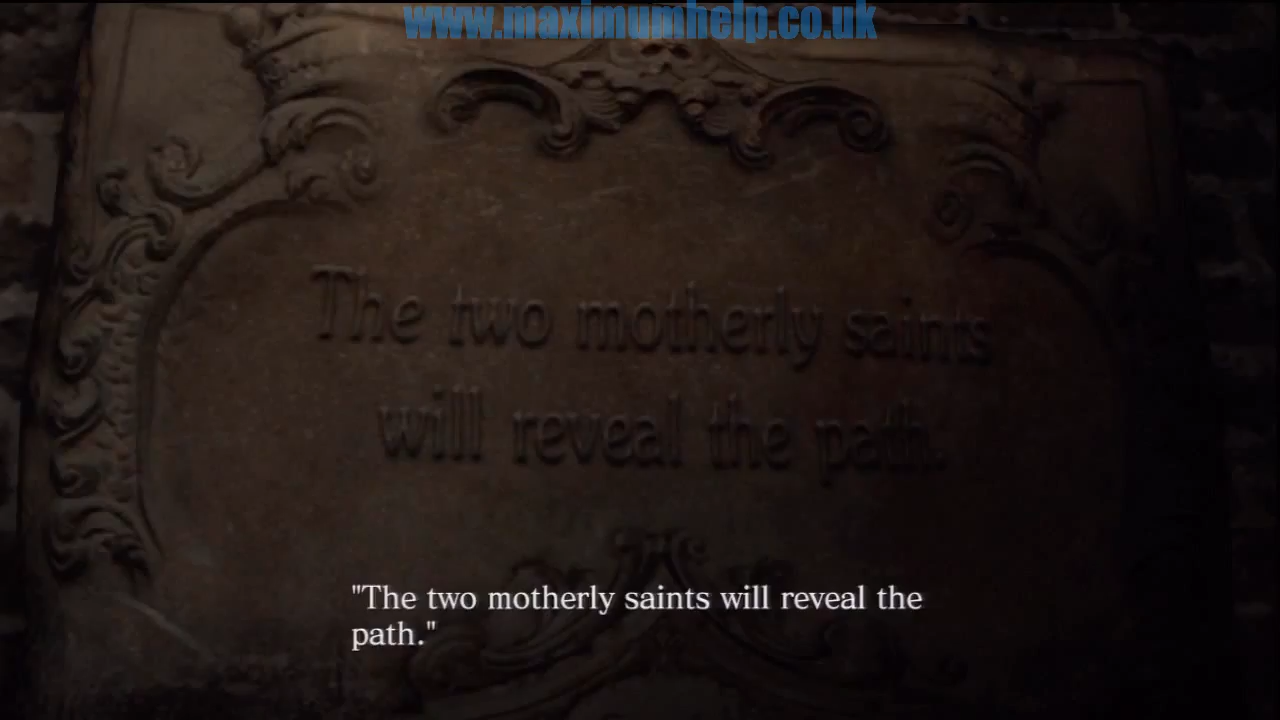 www.maximumhelp.co.uk
The two motherly saints
will reveal the path.
"The two motherly saints will reveal the
path."